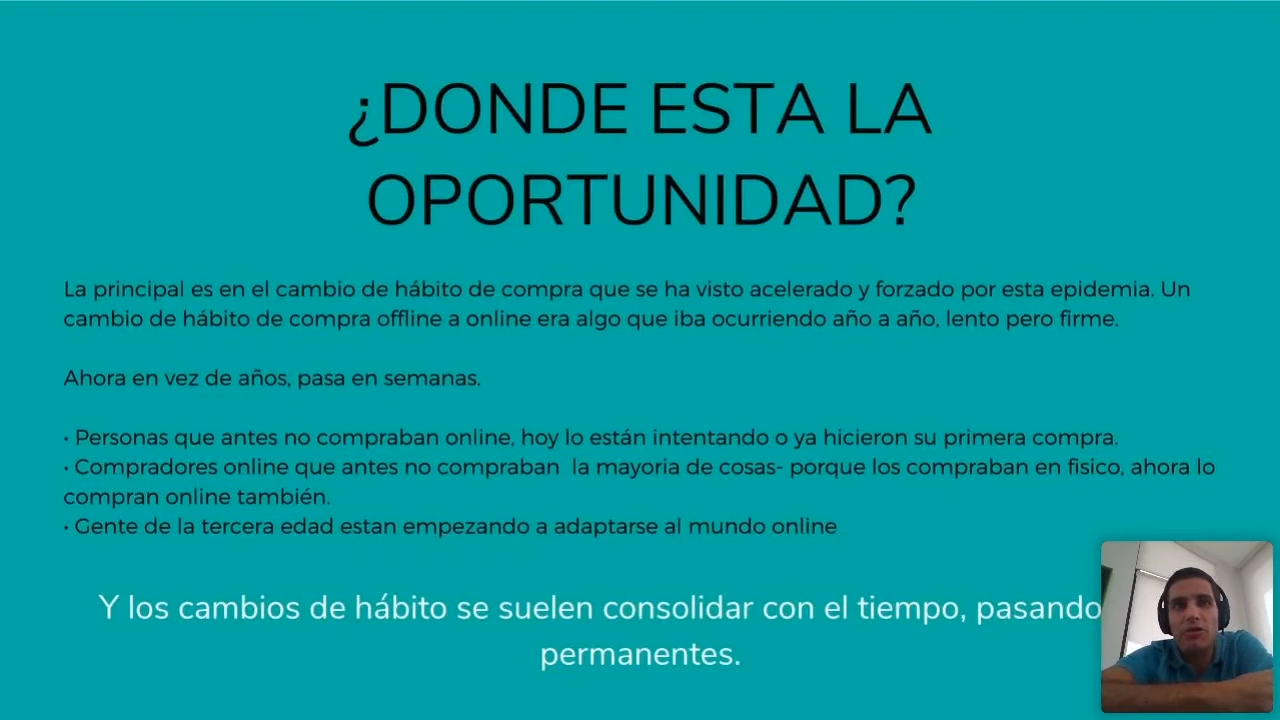 ¿DONDE ESTA LA
OPORTUNIDAD?
La principal es en el cambio de hábito de compra que se ha visto acelerado y forzado por esta epidemia. Un
cambio de hábito de compra offline a online era algo que iba ocurriendo año a año, lento pero firme.
Ahora en vez de años, pasa en semanas.
• Personas que antes no compraban online, hoy lo están intentando o ya hicieron su primera compra.
• Compradores online que antes no compraban  la mayoria de cosas- porque los compraban en fisico, ahora lo
compran online también.
• Gente de la tercera edad estan empezando a adaptarse al mundo online
Y los cambios de hábito se suelen consolidar con el tiempo, pasando
permanentes.